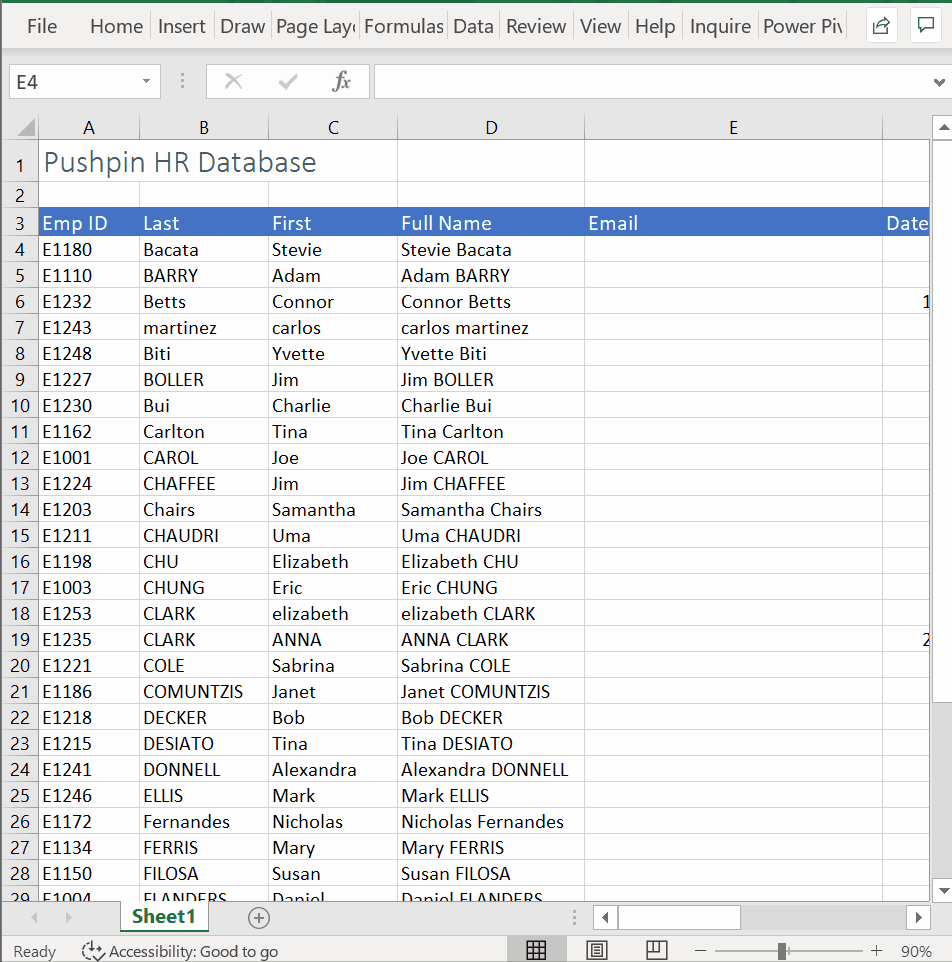 File Home Insert Draw Page Lay Formulas Data Review View Help Inquire Power Piv
E4 fx
A B C D E
1 Pushpin HR Database
2
3 Emp ID Last First Full Name Email Date
4 E1180 Bacata Stevie Stevie Bacata
5 E1110 BARRY Adam Adam BARRY
6 E1232 Betts Connor Connor Betts 1
7 E1243 martinez carlos carlos martinez
8 E1248 Biti Yvette Yvette Biti
9 E1227 BOLLER Jim Jim BOLLER
10 E1230 Bui Charlie Charlie Bui
11 E1162 Carlton Tina Tina Carlton
12 E1001 CAROL Joe Joe CAROL
13 E1224 CHAFFEE Jim Jim CHAFFEE
14 E1203 Chairs Samantha Samantha Chairs
15 E1211 CHAUDRI Uma Uma CHAUDRI
16 E1198 CHU Elizabeth Elizabeth CHU
17 E1003 CHUNG Eric Eric CHUNG
18 E1253 CLARK elizabeth elizabeth CLARK
19 E1235 CLARK ANNA ANNA CLARK 2
20 E1221 COLE Sabrina Sabrina COLE
21 E1186 COMUNTZIS Janet Janet COMUNTZIS
22 E1218 DECKER Bob Bob DECKER
23 E1215 DESIATO Tina Tina DESIATO
24 E1241 DONNELL Alexandra Alexandra DONNELL
25 E1246 ELLIS Mark Mark ELLIS
26 E1172 Fernandes Nicholas Nicholas Fernandes
27 E1134 FERRIS Mary Mary FERRIS
28 E1150 FILOSA Susan Susan FILOSA
29 E1004 FLANDERS Daniel Daniel FLANDERS
Sheet1
Ready Accessibility: Good to go 90%